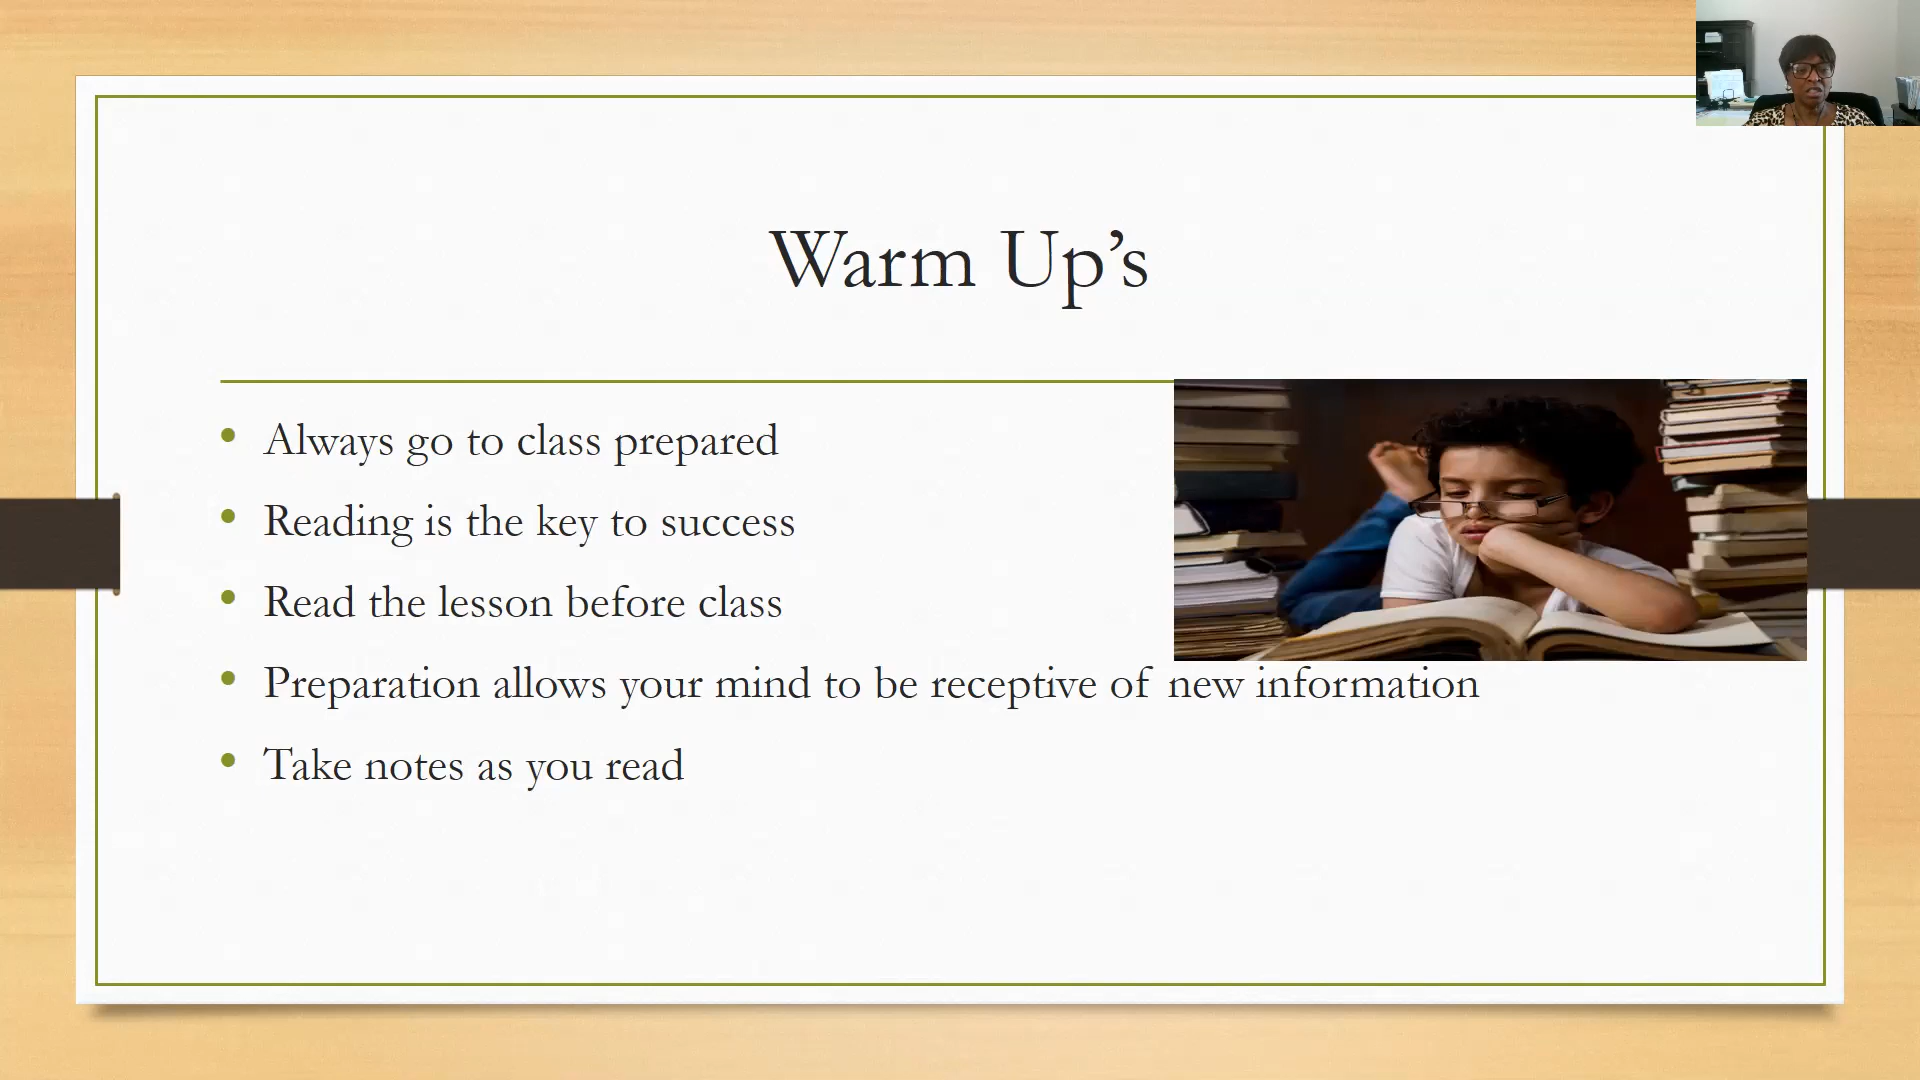 Warm Up’s
Always go to class prepared
Reading is the key to success
Read the lesson before class
Preparation allows your mind to be receptive of new information
Take notes as you read